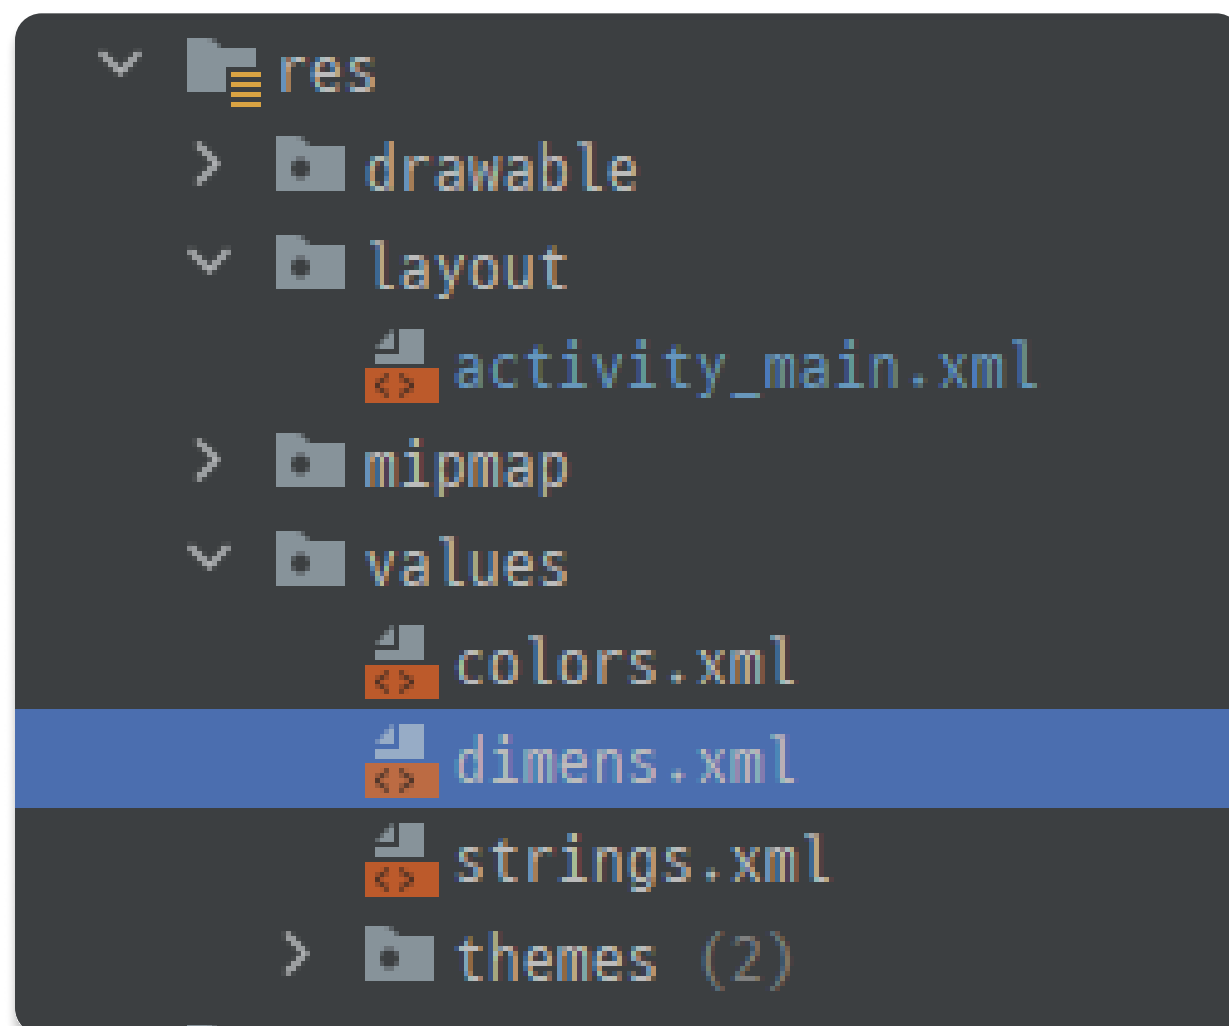 res
drawable
layout
activity_main.xml
mipmap
values
colors.xml
dimens.xml
strings.xml
themes (2)